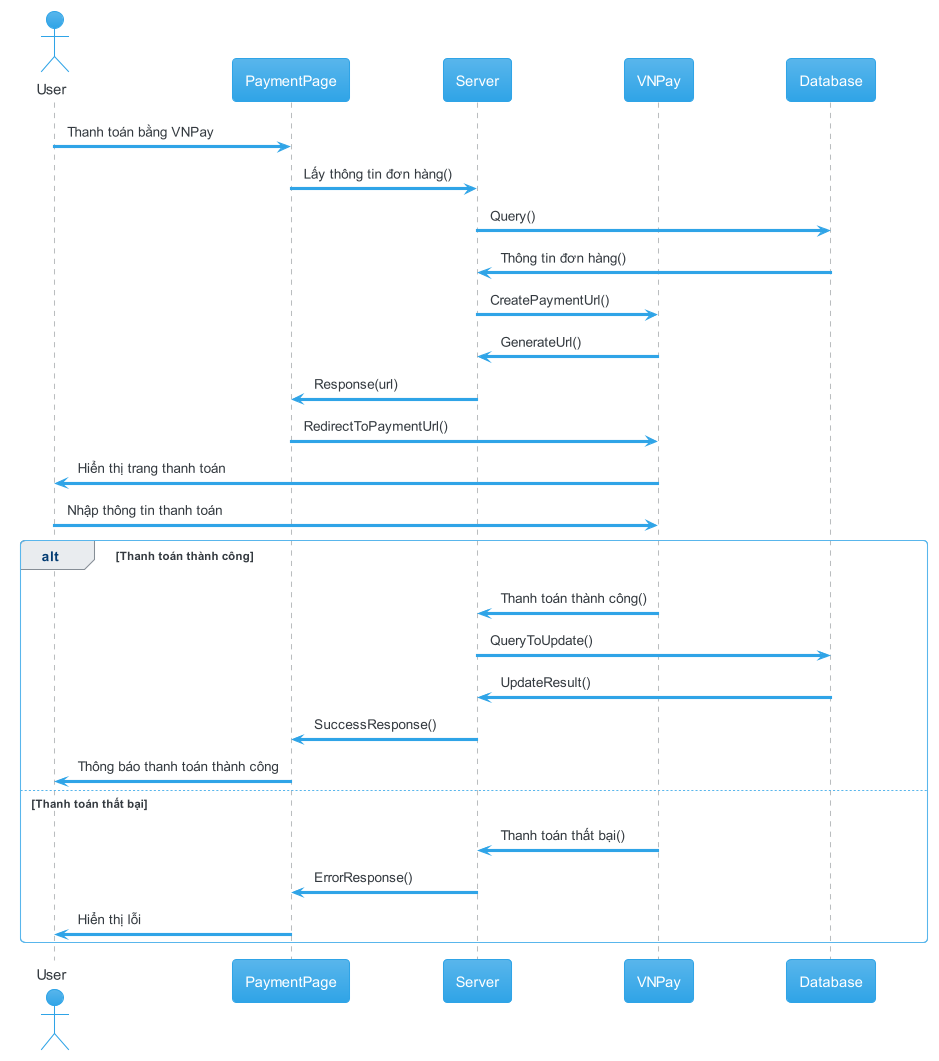 User
PaymentPage
Server
VNPay
Database
Thanh toán bằng VNPay
Lấy thông tin đơn hàng()
Query()
Thông tin đơn hàng()
CreatePaymentUrl()
GenerateUrl()
Response(url)
RedirectToPaymentUrl()
Hiển thị trang thanh toán
Nhập thông tin thanh toán
alt [Thanh toán thành công]
Thanh toán thành công()
QueryToUpdate()
UpdateResult()
SuccessResponse()
Thông báo thanh toán thành công
[Thanh toán thất bại]
Thanh toán thất bại()
ErrorResponse()
Hiển thị lỗi
User
PaymentPage
Server
VNPay
Database